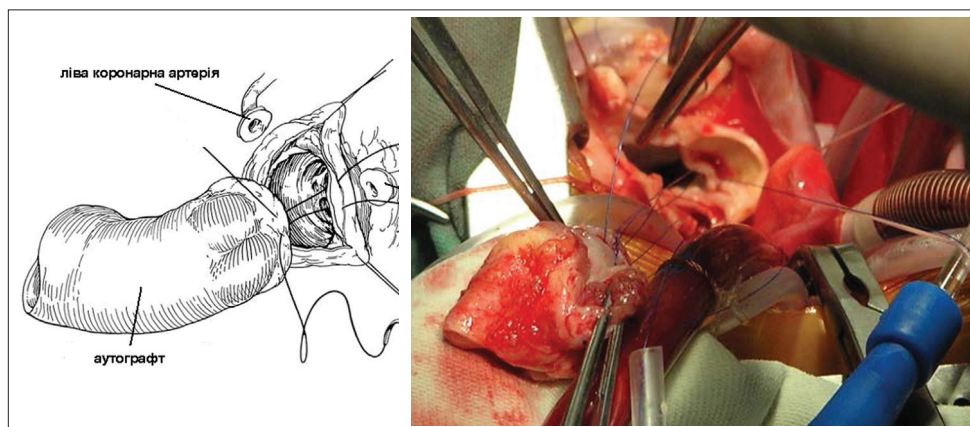 ліва коронарна артерія
аутографт